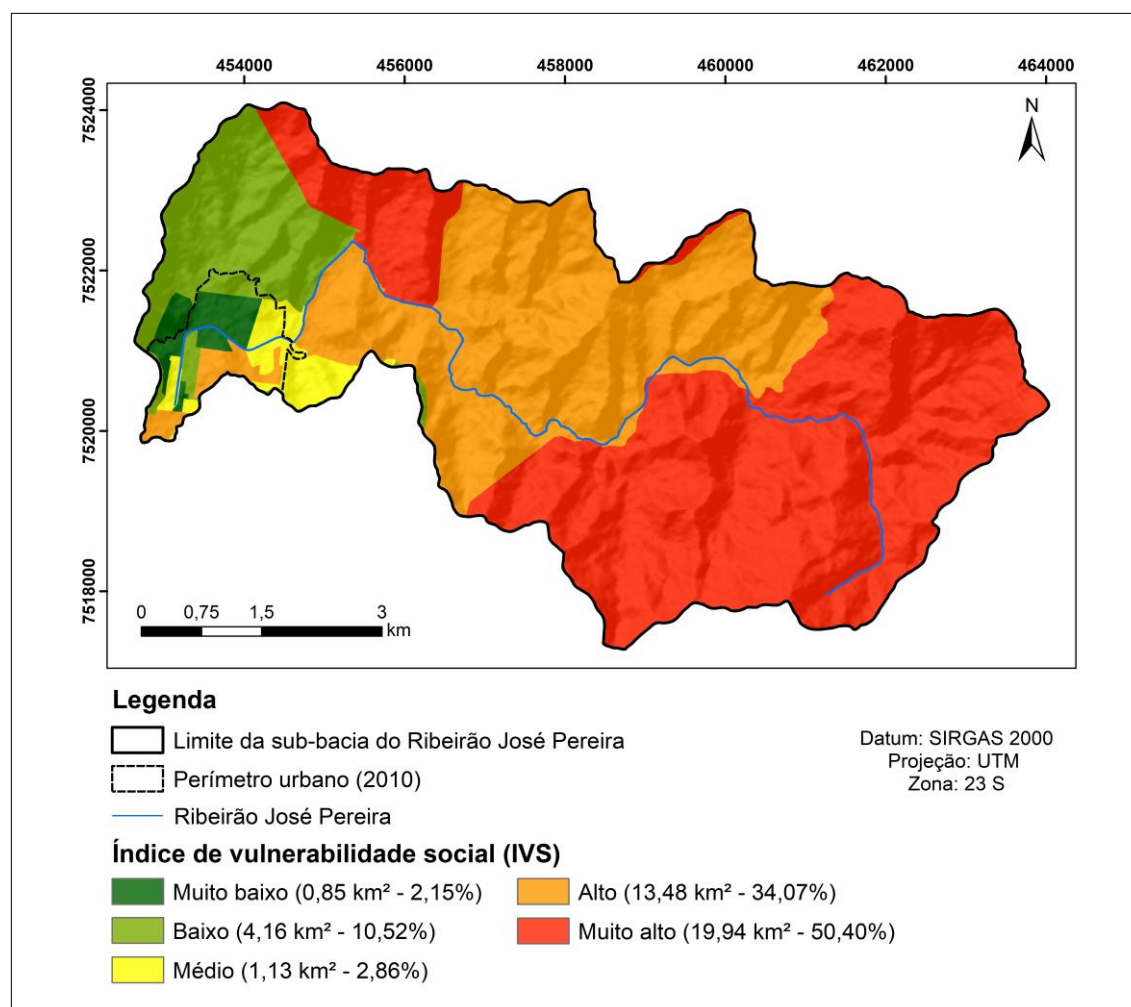 454000 456000 458000 460000 462000 464000
7524000
7522000
7520000
7518000
N
0 0,75 1,5 3
km
Legenda
Limite da sub-bacia do Ribeirão José Pereira
Perímetro urbano (2010)
Ribeirão José Pereira
Datum: SIRGAS 2000
Projeção: UTM
Zona: 23 S
Índice de vulnerabilidade social (IVS)
Muito baixo (0,85 km² - 2,15%)
Baixo (4,16 km² - 10,52%)
Médio (1,13 km² - 2,86%)
Alto (13,48 km² - 34,07%)
Muito alto (19,94 km² - 50,40%)